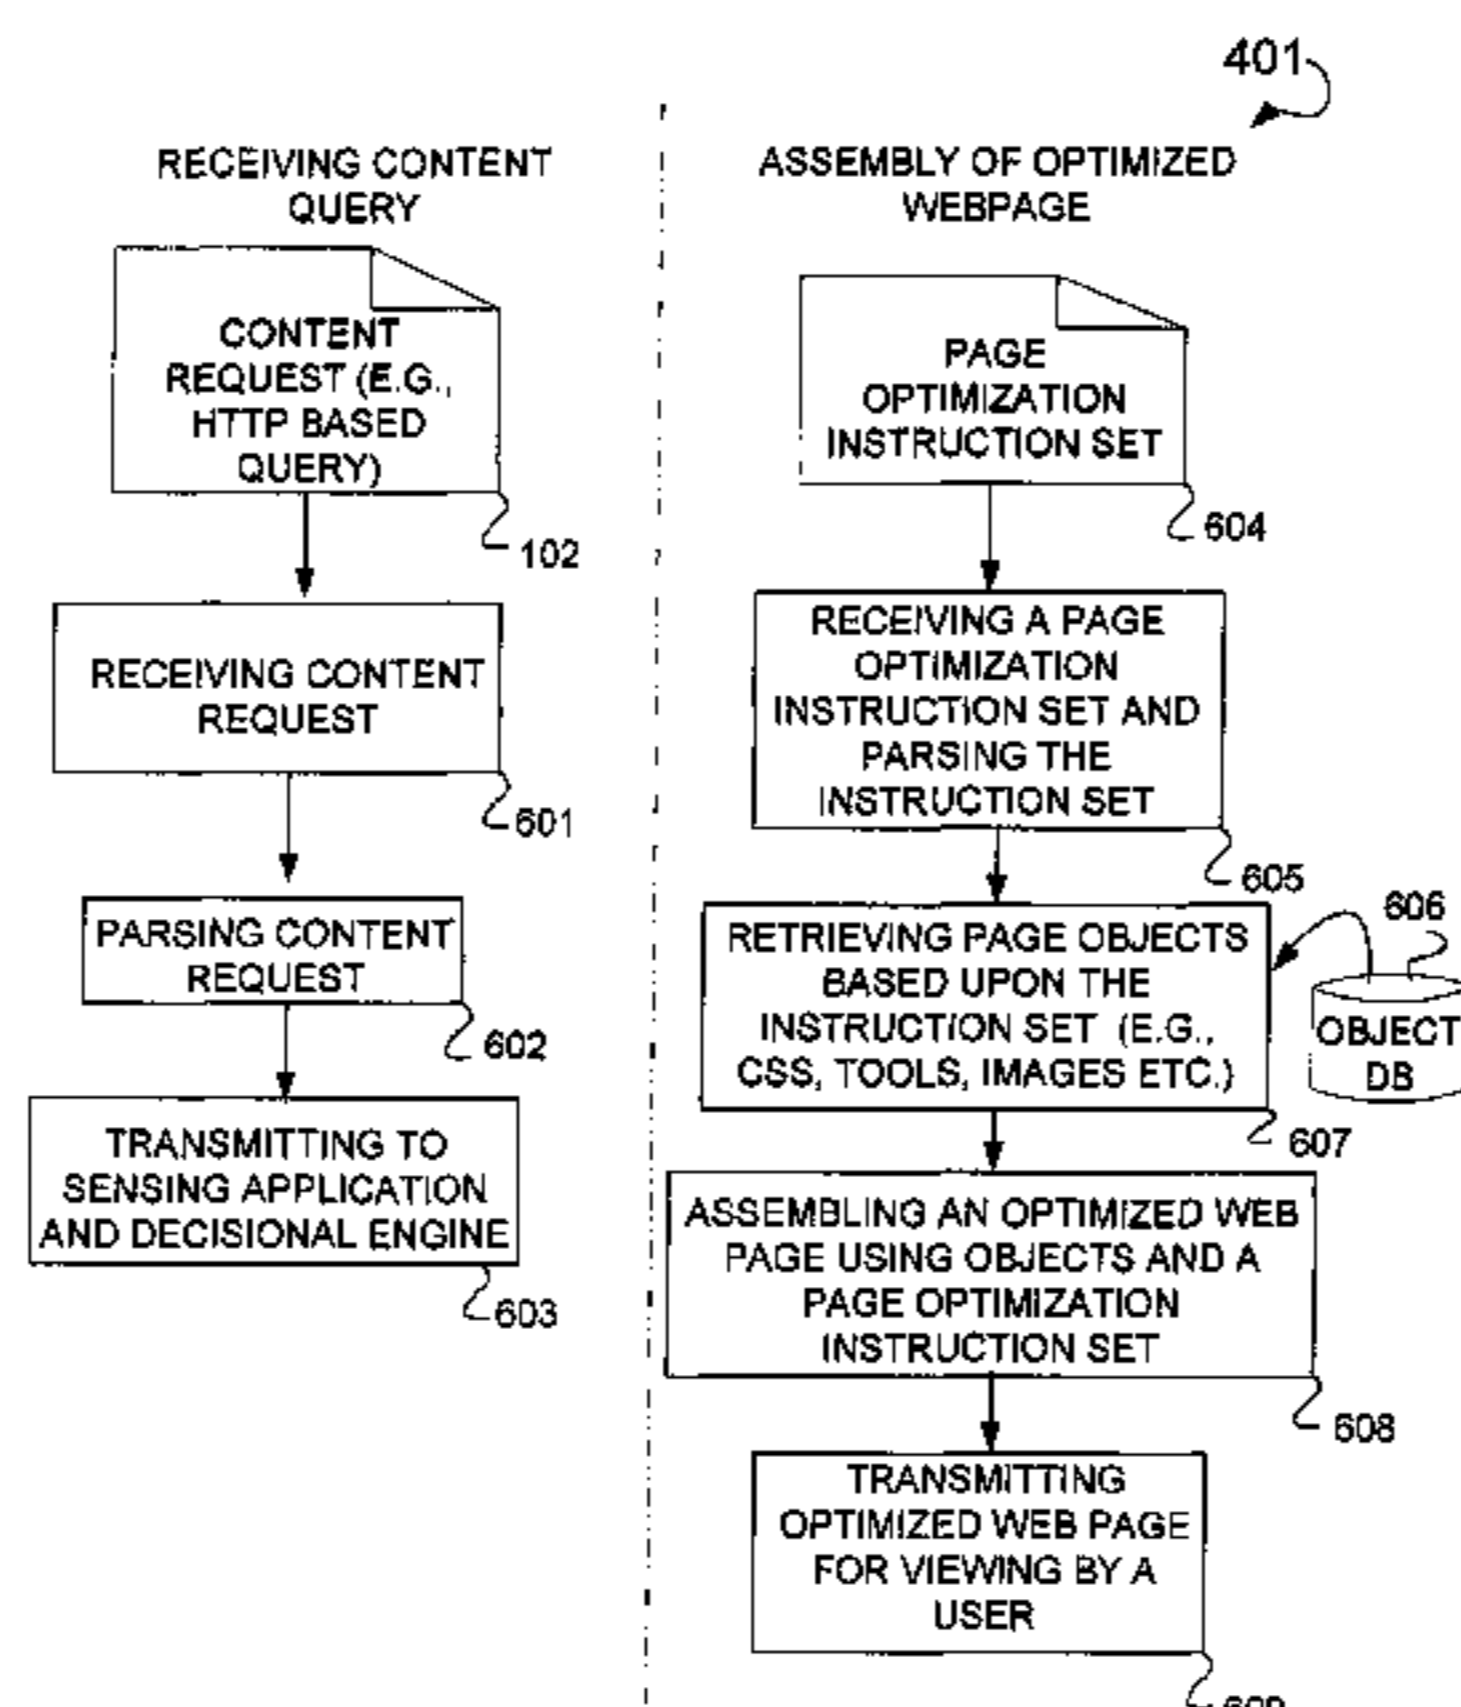 401
RECEIVING CONTENT
QUERY
CONTENT
REQUEST (E.G.,
HTTP BASED
QUERY)
102
RECEIVING CONTENT
REQUEST
601
PARSING CONTENT
REQUEST
602
TRANSMITTING TO
SENSING APPLICATION
AND DECISIONAL ENGINE
603
ASSEMBLY OF OPTIMIZED
WEBPAGE
PAGE
OPTIMIZATION
INSTRUCTION SET
604
RECEIVING A PAGE
OPTIMIZATION
INSTRUCTION SET AND
PARSING THE
INSTRUCTION SET
605
RETRIEVING PAGE OBJECTS
BASED UPON THE
INSTRUCTION SET (E.G.,
CSS, TOOLS, IMAGES ETC.)
606
OBJECT
DB
607
ASSEMBLING AN OPTIMIZED WEB
PAGE USING OBJECTS AND A
PAGE OPTIMIZATION
INSTRUCTION SET
608
TRANSMITTING
OPTIMIZED WEB PAGE
FOR VIEWING BY A
USER